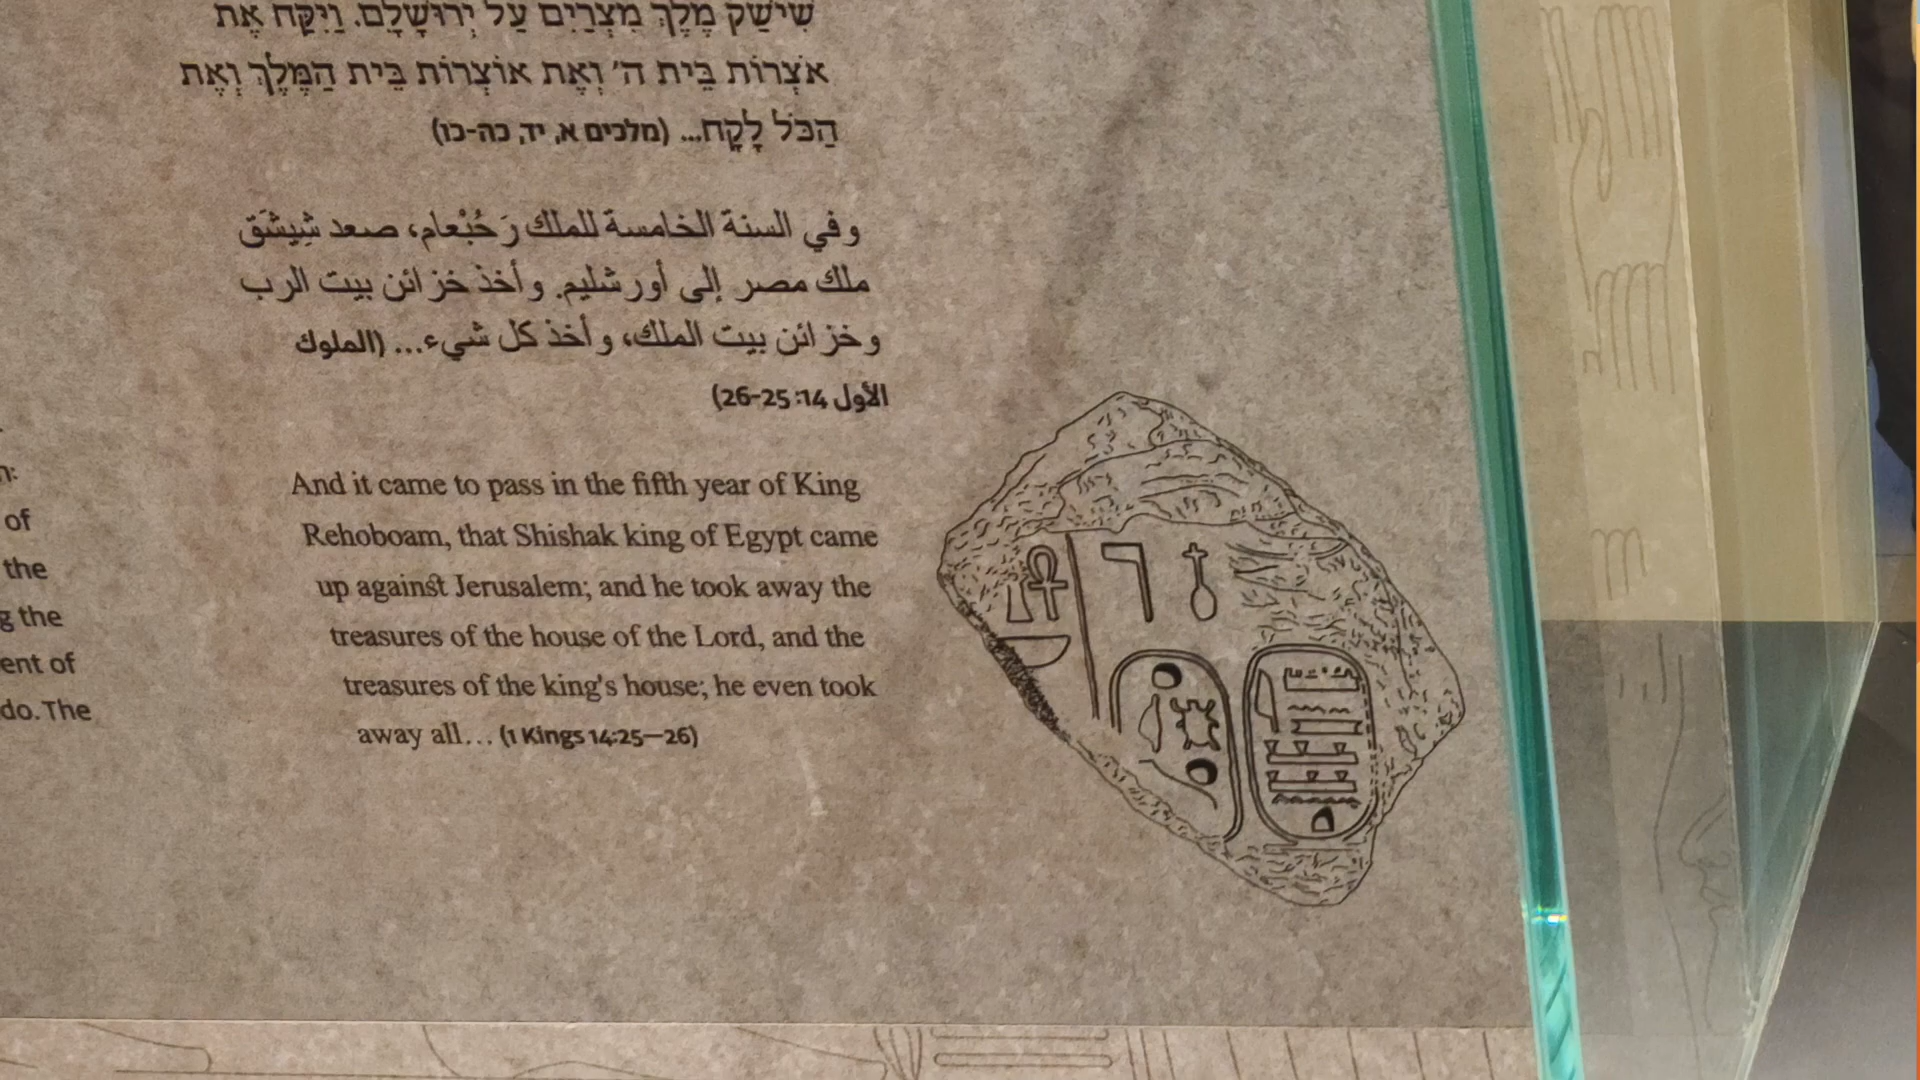 שִׁישַׁק מֶלֶךְ מִצְרַיִם עַל יְרוּשָׁלִָם. וַיִּקַּח אֶת
אֹצְרוֹת בֵּית ה' וְאֶת אוֹצְרוֹת בֵּית הַמֶּלֶךְ וְאֶת
הַכֹּל לָקָח... (מלכים א, יד, כה-כו)
وفي السنة الخامسة للملك رَحُبْعام، صعد شِيشَق
ملك مصر إلى أورشليم. وأخذ خزائن بيت الرب
وخزائن بيت الملك، وأخذ كل شيء... (الملوك
الأول 14: 25-26)
n:
of
the
g the
ent of
do. The
And it came to pass in the fifth year of King
Rehoboam, that Shishak king of Egypt came
up against Jerusalem; and he took away the
treasures of the house of the Lord, and the
treasures of the king's house; he even took
away all... (1 Kings 14:25–26)